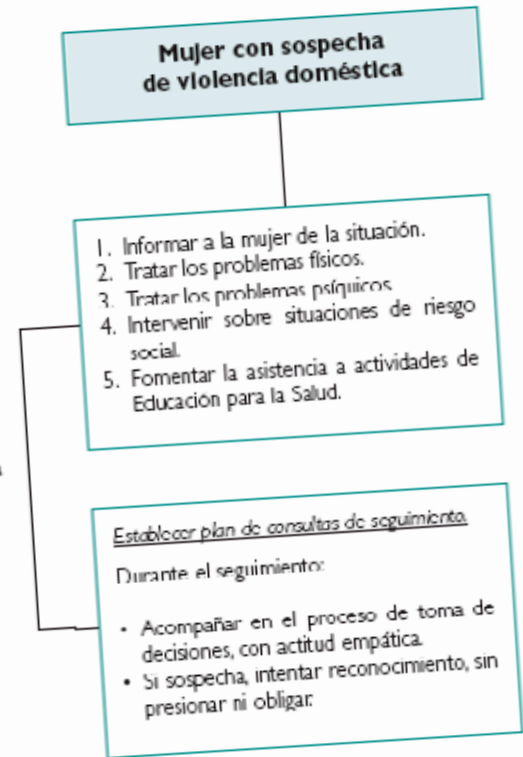 Mujer con sospecha
de violencia doméstica
1. Informar a la mujer de la situación.
2. Tratar los problemas físicos.
3. Tratar los problemas psíquicos
4. Intervenir sobre situaciones de riesgo
social.
5. Fomentar la asistencia a actividades de
Educación para la Salud.
Establecer plan de consultas de seguimiento.
Durante el seguimiento:
• Acompañar en el proceso de toma de
decisiones, con actitud empática.
• Si sospecha, intentar reconocimiento, sin
presionar ni obligar.